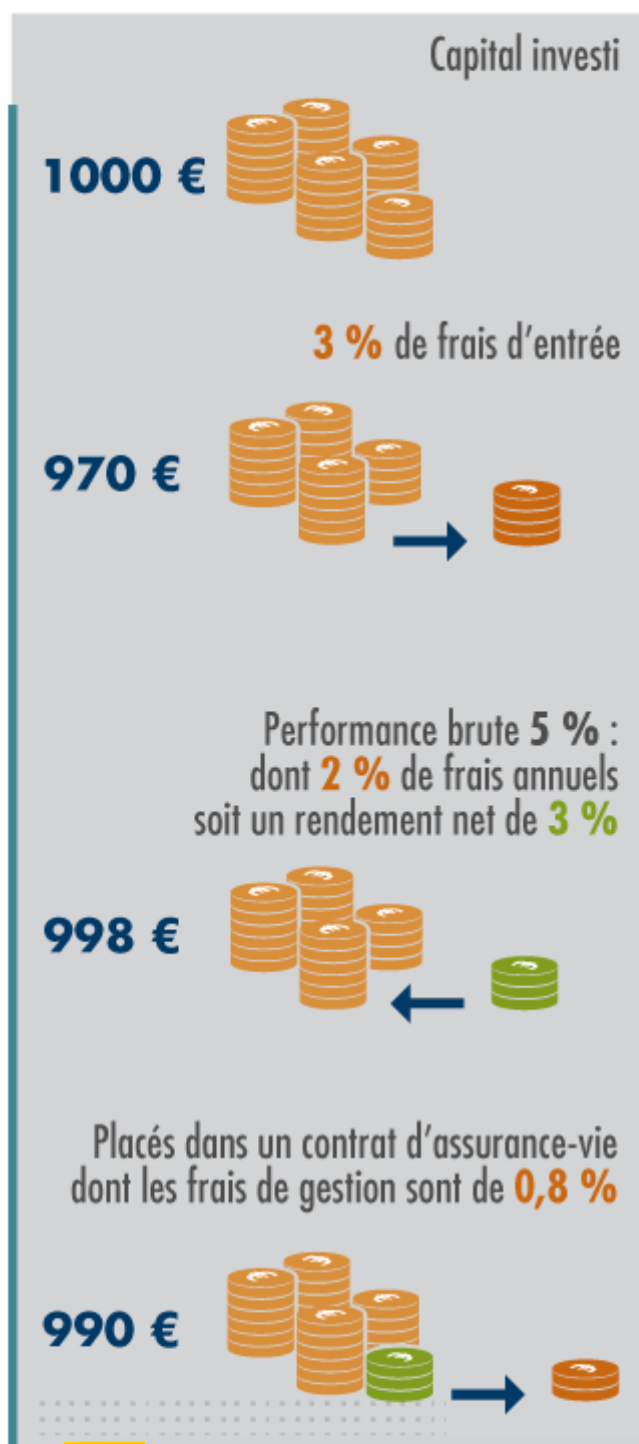 Capital investi
1000 €
3 % de frais d'entrée
970 €
Performance brute 5 % :
dont 2 % de frais annuels
soit un rendement net de 3 %
998 €
Placés dans un contrat d'assurance-vie
dont les frais de gestion sont de 0,8 %
990 €